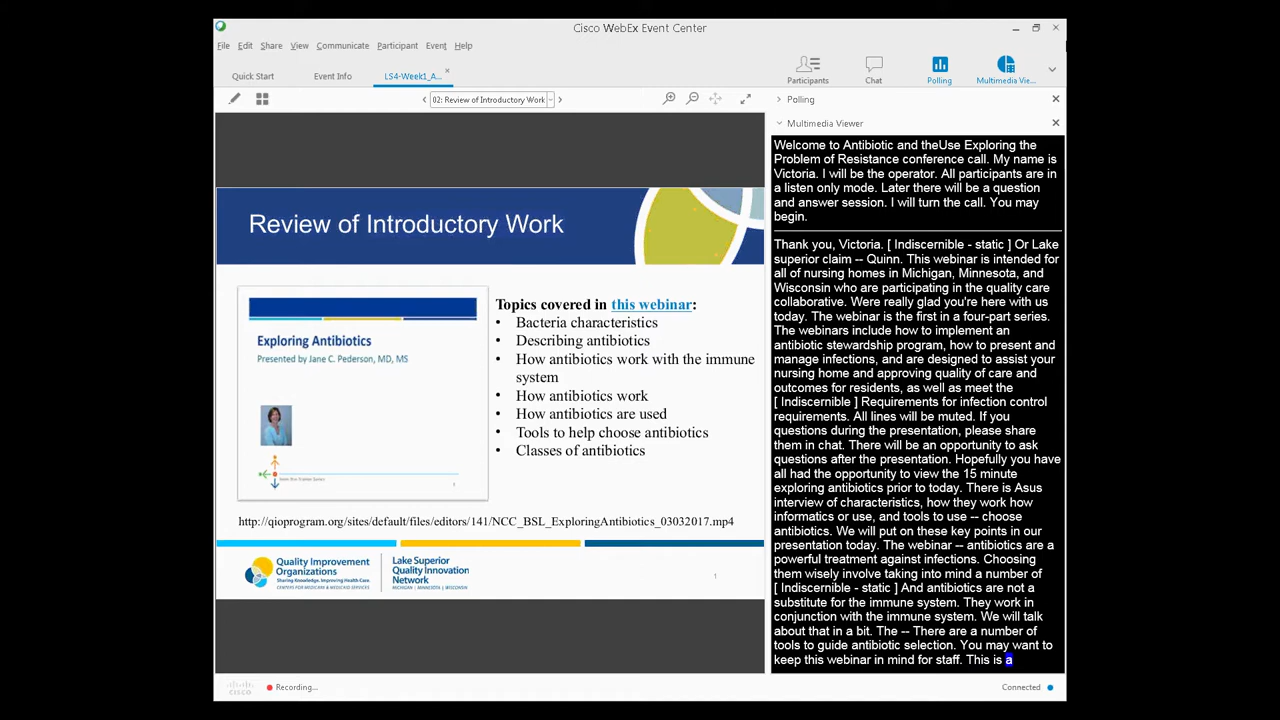 Cisco WebEx Event Center
File Edit Share View Communicate Participant Event Help
Quick Start Event Info LS4-Week1_A...
Participants Chat Polling Multimedia Vie...
02: Review of Introductory Work
Polling
Multimedia Viewer
Review of Introductory Work
Exploring Antibiotics
Presented by Jane C. Pederson, MD, MS
Topics covered in this webinar:
• Bacteria characteristics
• Describing antibiotics
• How antibiotics work with the immune
system
• How antibiotics work
• How antibiotics are used
• Tools to help choose antibiotics
• Classes of antibiotics
http://qioprogram.org/sites/default/files/editors/141/NCC_BSL_ExploringAntibiotics_03032017.mp4
Quality Improvement
Organizations
Sharing Knowledge. Improving Health Care.
CENTERS FOR MEDICARE & MEDICAID SERVICES
Lake Superior
Quality Innovation
Network
MICHIGAN | MINNESOTA | WISCONSIN
1
Welcome to Antibiotic and theUse Exploring the
Problem of Resistance conference call. My name is
Victoria. I will be the operator. All participants are in
a listen only mode. Later there will be a question
and answer session. I will turn the call. You may
begin.
Thank you, Victoria. [ Indiscernible - static ] Or Lake
superior claim -- Quinn. This webinar is intended for
all of nursing homes in Michigan, Minnesota, and
Wisconsin who are participating in the quality care
collaborative. Were really glad you're here with us
today. The webinar is the first in a four-part series.
The webinars include how to implement an
antibiotic stewardship program, how to present and
manage infections, and are designed to assist your
nursing home and approving quality of care and
outcomes for residents, as well as meet the
[ Indiscernible ] Requirements for infection control
requirements. All lines will be muted. If you
questions during the presentation, please share
them in chat. There will be an opportunity to ask
questions after the presentation. Hopefully you have
all had the opportunity to view the 15 minute
exploring antibiotics prior to today. There is Asus
interview of characteristics, how they work how
informatics or use, and tools to use -- choose
antibiotics. We will put on these key points in our
presentation today. The webinar -- antibiotics are a
powerful treatment against infections. Choosing
them wisely involve taking into mind a number of
[ Indiscernible - static ] And antibiotics are not a
substitute for the immune system. They work in
conjunction with the immune system. We will talk
about that in a bit. The -- There are a number of
tools to guide antibiotic selection. You may want to
keep this webinar in mind for staff. This is a
cisco
Recording...
Connected